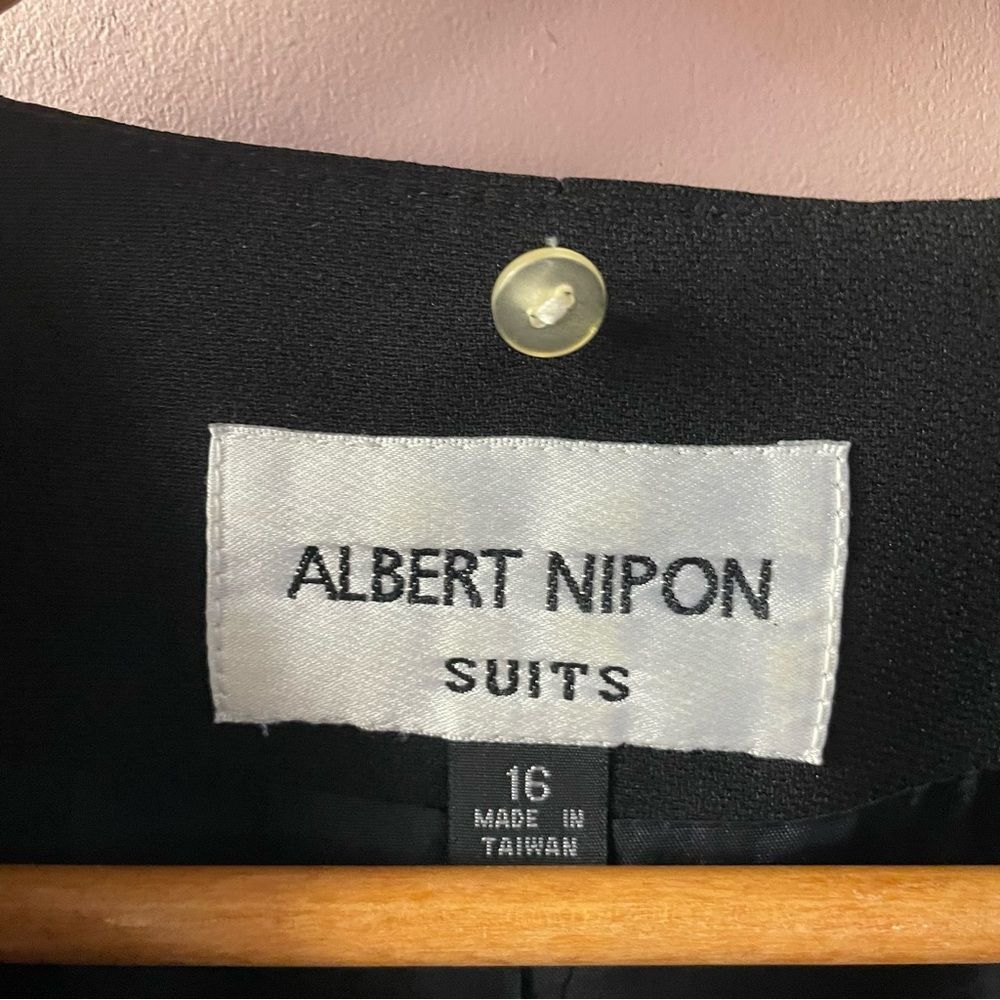 ALBERT NIPON
SUITS
16
MADE IN
TAIWAN